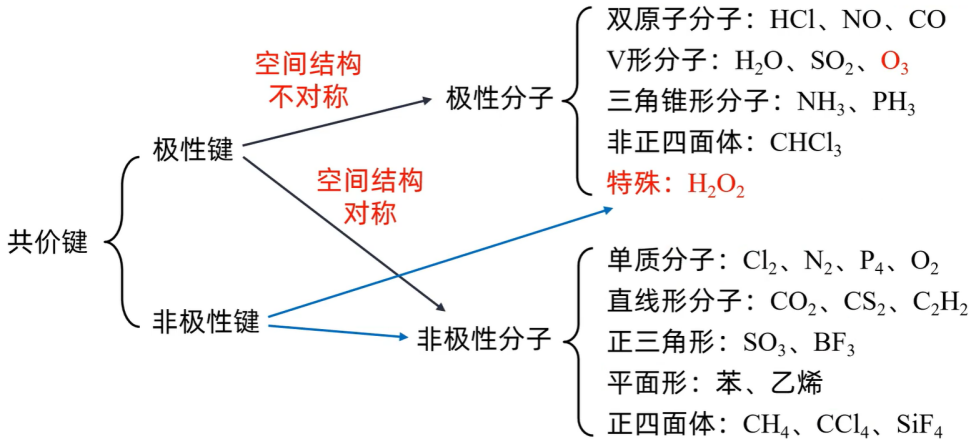 双原子分子：HCl、NO、CO
空间结构
不对称
V形分子：H₂O、SO₂、O₃
极性分子
三角锥形分子：NH₃、PH₃
极性键
非正四面体：CHCl₃
空间结构
对称
特殊：H₂O₂
共价键
单质分子：Cl₂、N₂、P₄、O₂
直线形分子：CO₂、CS₂、C₂H₂
非极性键
非极性分子
正三角形：SO₃、BF₃
平面形：苯、乙烯
正四面体：CH₄、CCl₄、SiF₄